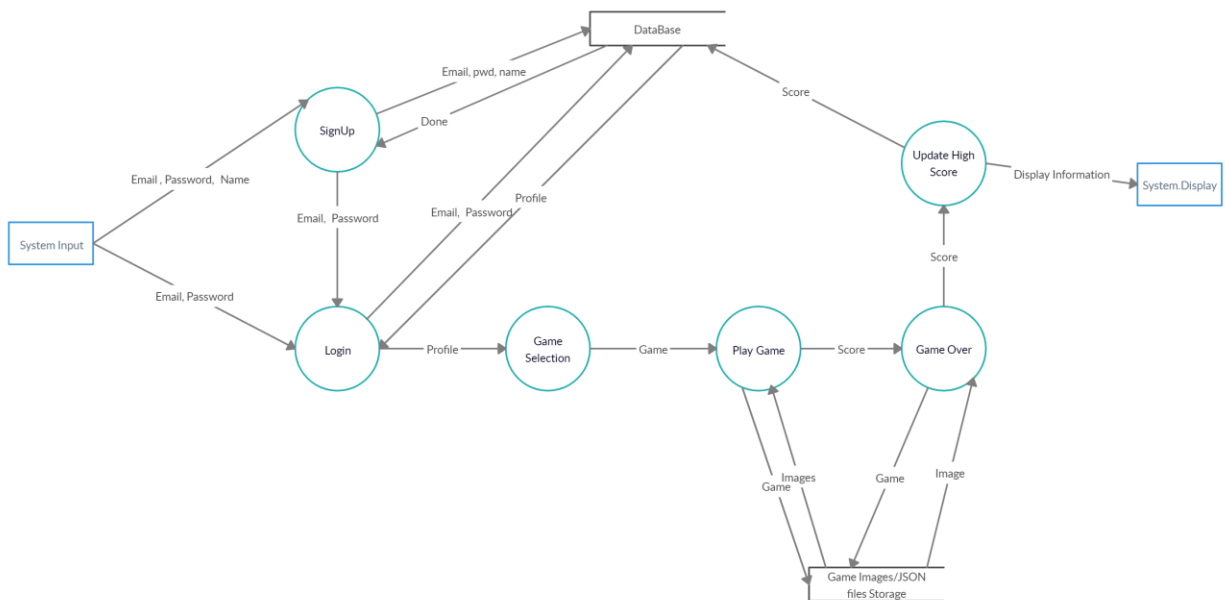 DataBase
Email, pwd, name
SignUp
Done
Score
Update High
Score
Display Information
System.Display
Email , Password,  Name
Email,  Password
Email,  Password
Profile
System Input
Email, Password
Score
Login
Profile
Game
Selection
Game
Play Game
Score
Game Over
Game
Images
Game
Image
Game Images/JSON
files Storage